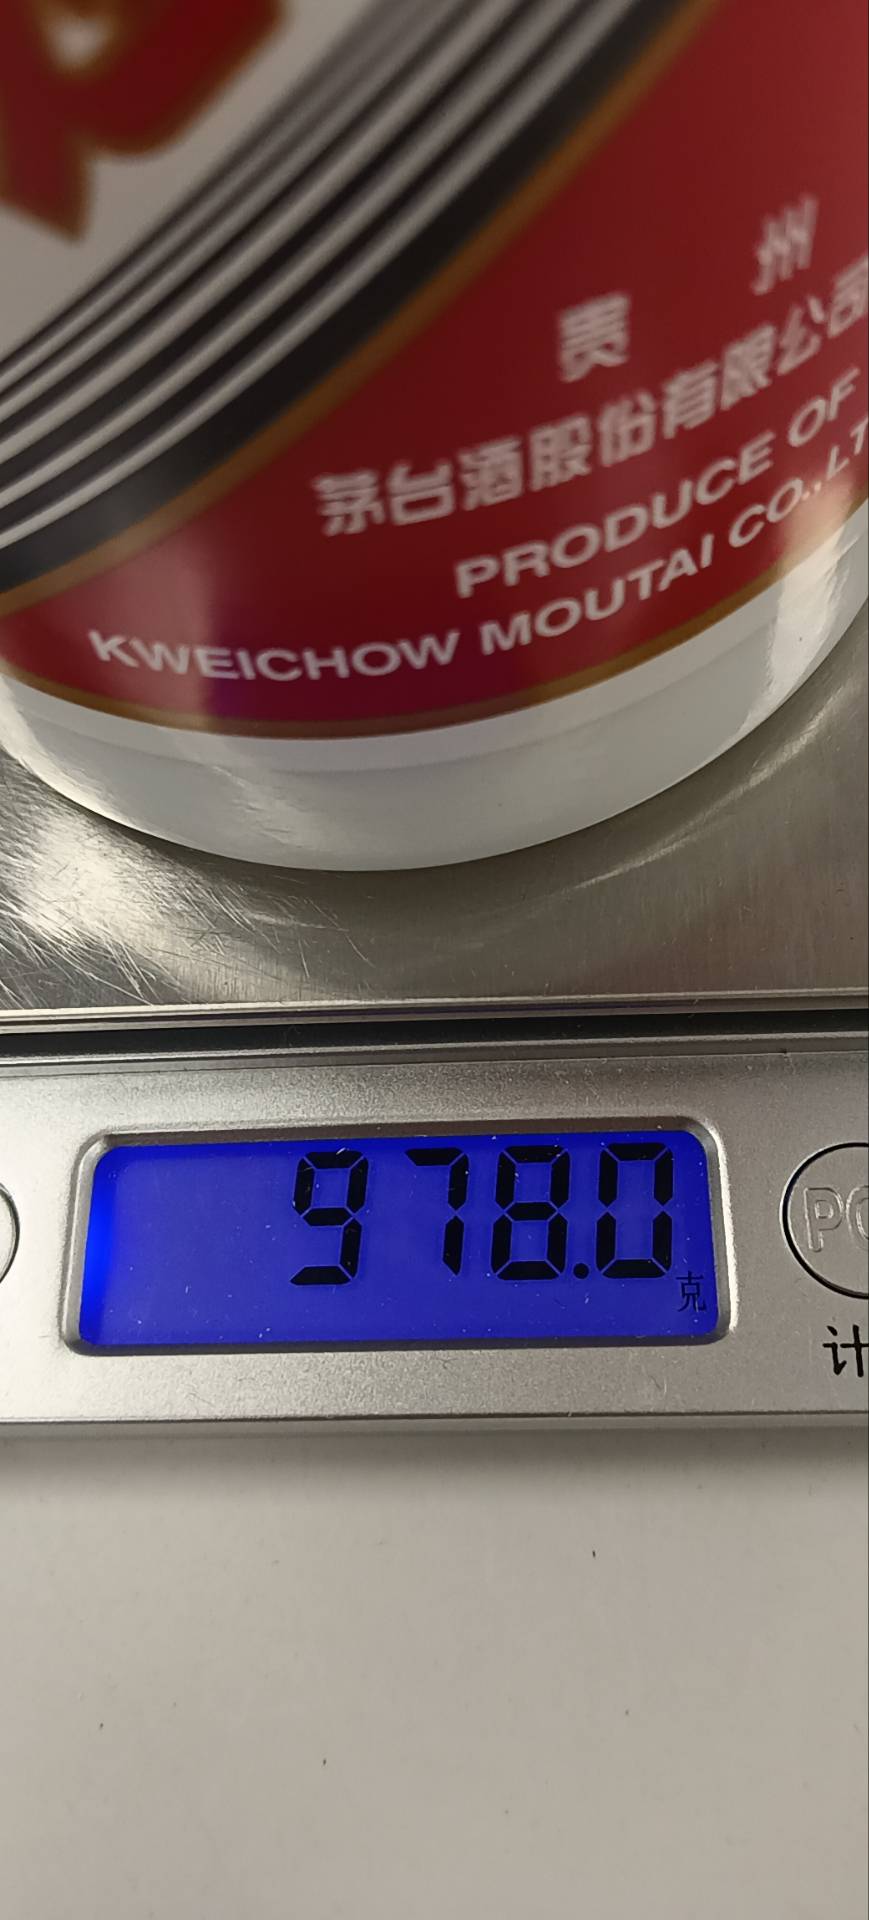 贵 州
茅台酒股份有限公司
PRODUCE OF
KWEICHOW MOUTAI CO.,LT
978.0
克
计